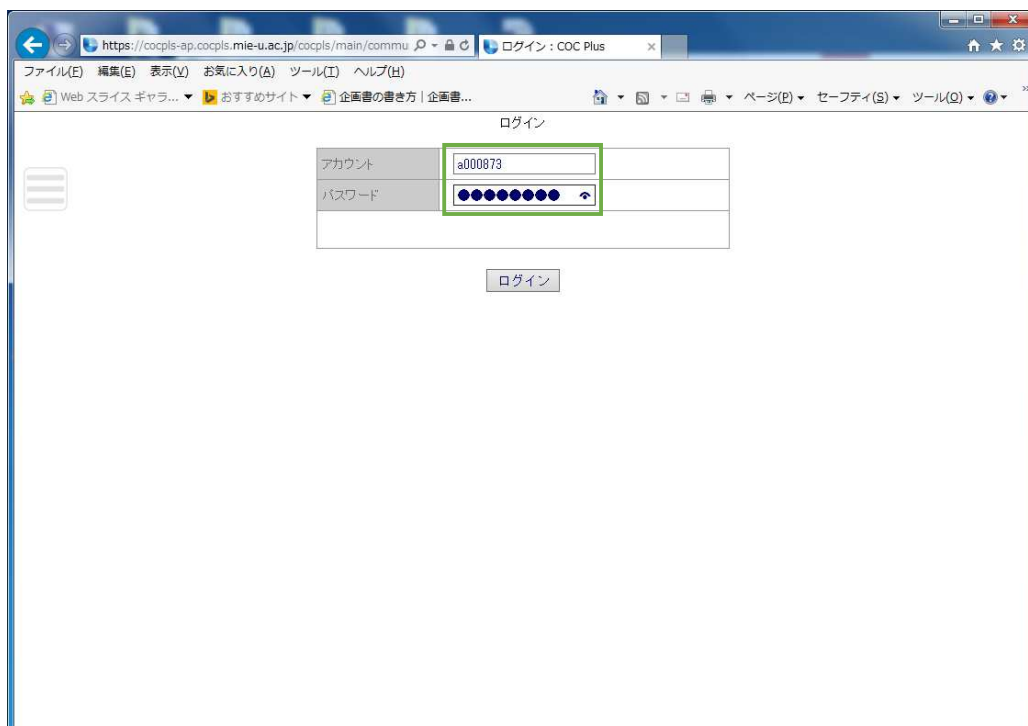 https://cocpls-ap.cocpls.mie-u.ac.jp/cocpls/main/commu
ログイン : COC Plus
ファイル(F) 編集(E) 表示(V) お気に入り(A) ツール(T) ヘルプ(H)
Web スライス ギャラ... おすすめサイト 企画書の書き方 | 企画書... ページ(P) セーフティ(S) ツール(O)
ログイン
アカウント a000873
パスワード ●●●●●●●●
ログイン